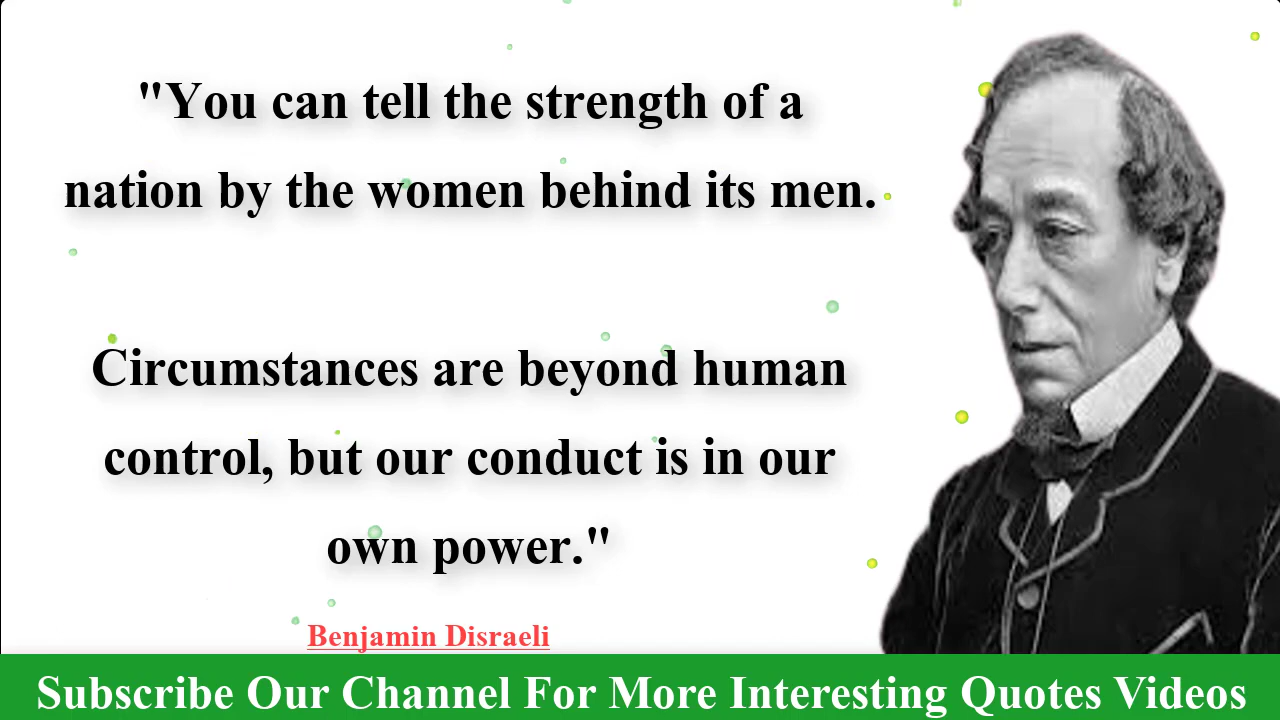 "You can tell the strength of a
nation by the women behind its men.
Circumstances are beyond human
control, but our conduct is in our
own power."
Benjamin Disraeli
Subscribe Our Channel For More Interesting Quotes Videos